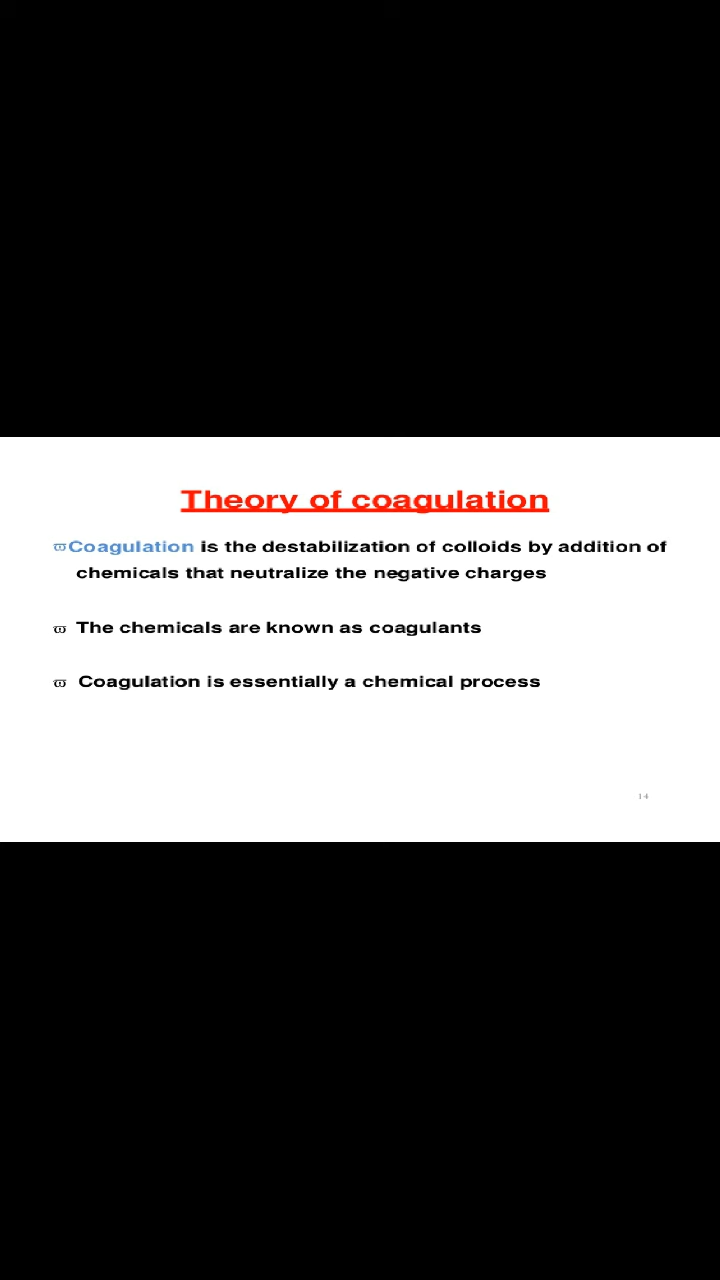 Theory of coagulation
ϖCoagulation is the destabilization of colloids by addition of
chemicals that neutralize the negative charges
ϖ The chemicals are known as coagulants
ϖ Coagulation is essentially a chemical process
14